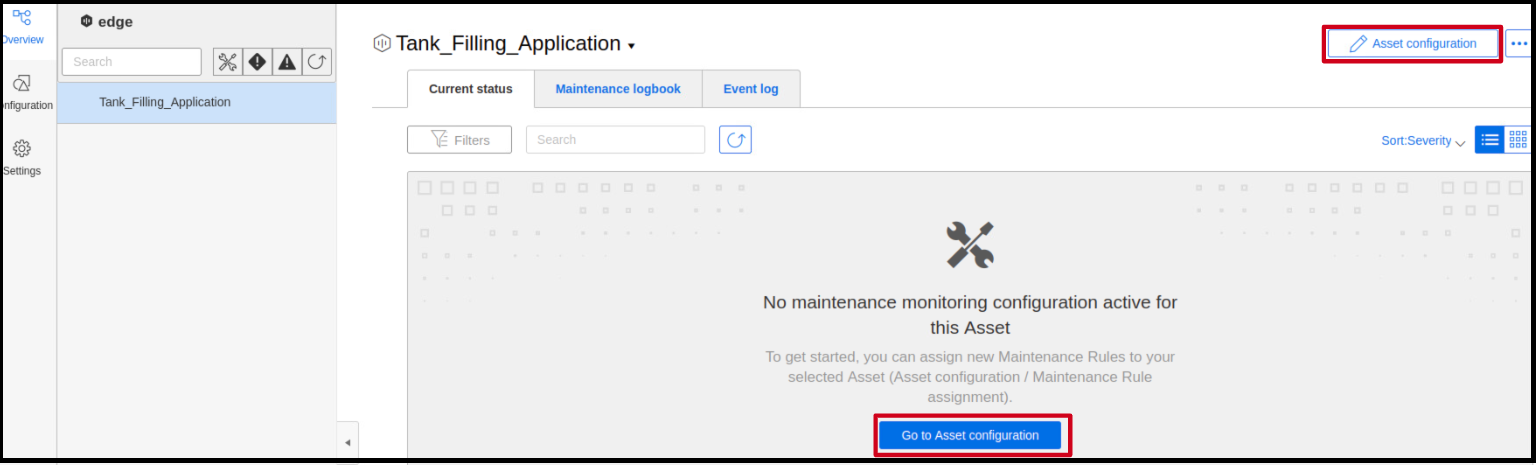 edge
Overview
Search
Tank_Filling_Application
onfiguration
Settings
Tank_Filling_Application
Asset configuration
Current status
Maintenance logbook
Event log
Filters
Search
Sort:Severity
No maintenance monitoring configuration active for
this Asset
To get started, you can assign new Maintenance Rules to your
selected Asset (Asset configuration / Maintenance Rule
assignment).
Go to Asset configuration